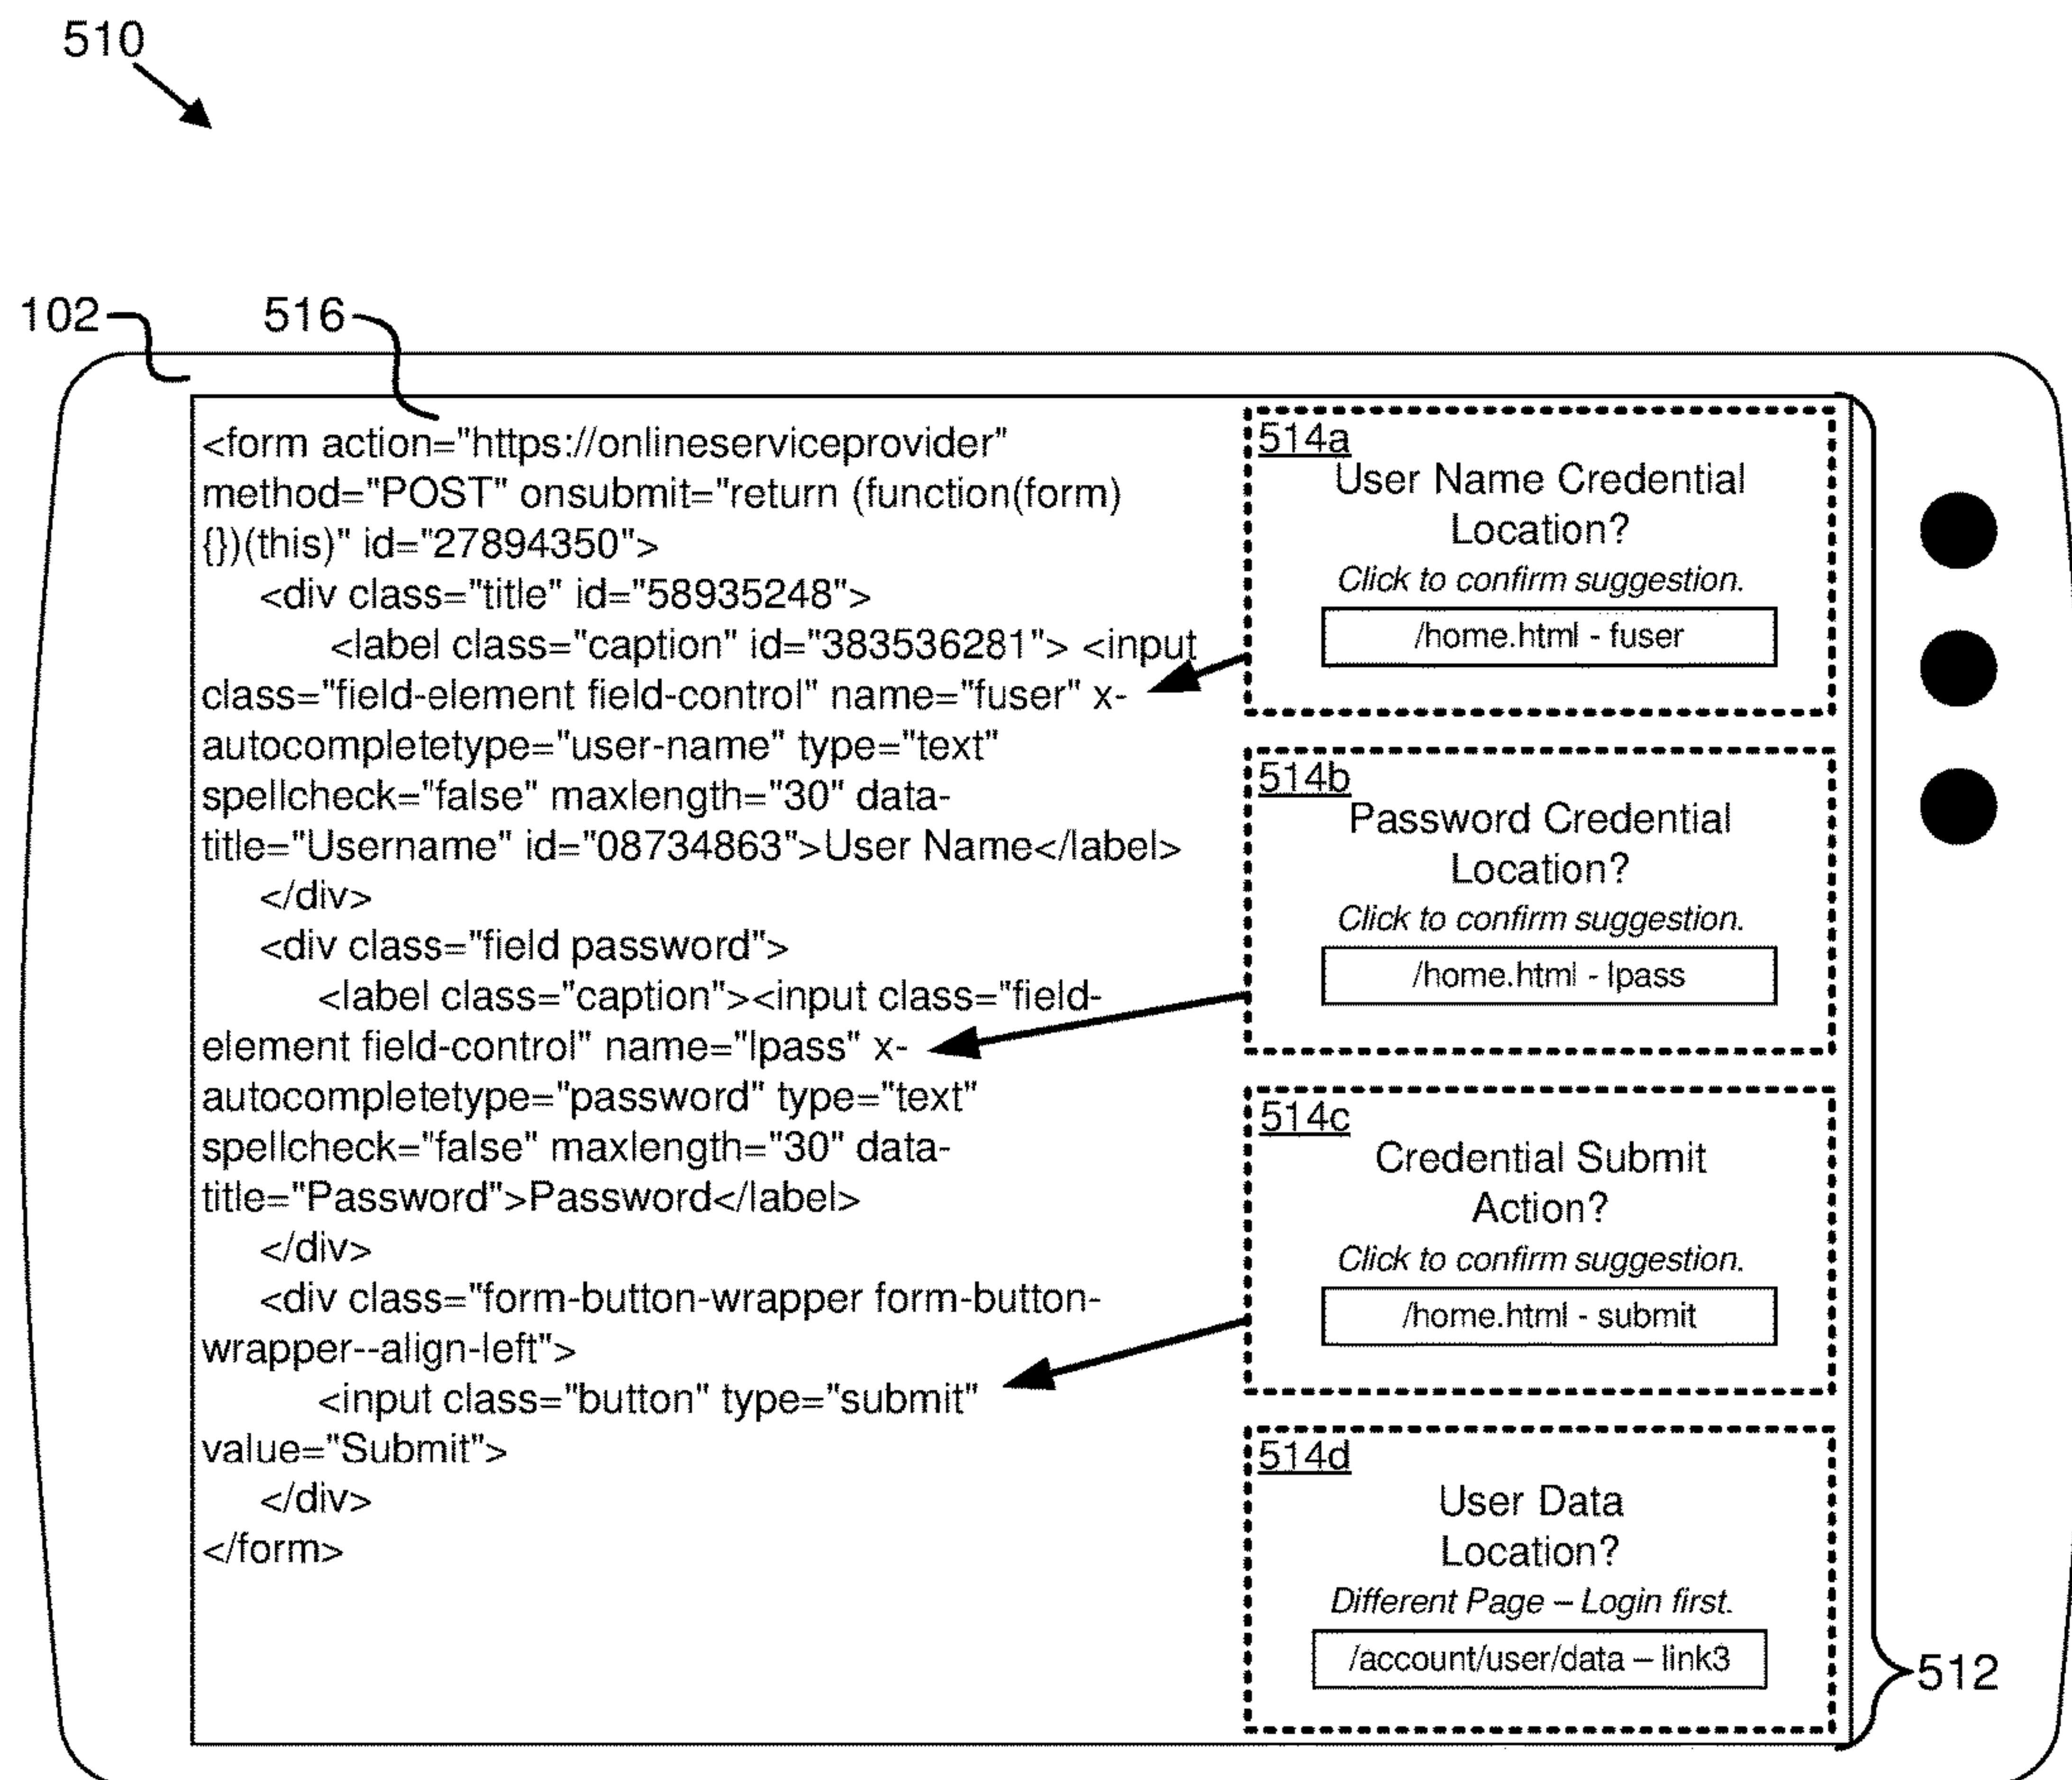 510
102
516
<form action="https://onlineserviceprovider"
method="POST" onsubmit="return (function(form)
{})(this)" id="27894350">
<div class="title" id="58935248">
<label class="caption" id="383536281"> <input
class="field-element field-control" name="fuser" x-
autocompletetype="user-name" type="text"
spellcheck="false" maxlength="30" data-
title="Username" id="08734863">User Name</label>
</div>
<div class="field password">
<label class="caption"><input class="field-
element field-control" name="lpass" x-
autocompletetype="password" type="text"
spellcheck="false" maxlength="30" data-
title="Password">Password</label>
</div>
<div class="form-button-wrapper form-button-
wrapper--align-left">
<input class="button" type="submit"
value="Submit">
</div>
</form>
514a
User Name Credential
Location?
Click to confirm suggestion.
/home.html - fuser
514b
Password Credential
Location?
Click to confirm suggestion.
/home.html - lpass
514c
Credential Submit
Action?
Click to confirm suggestion.
/home.html - submit
514d
User Data
Location?
Different Page – Login first.
/account/user/data – link3
512